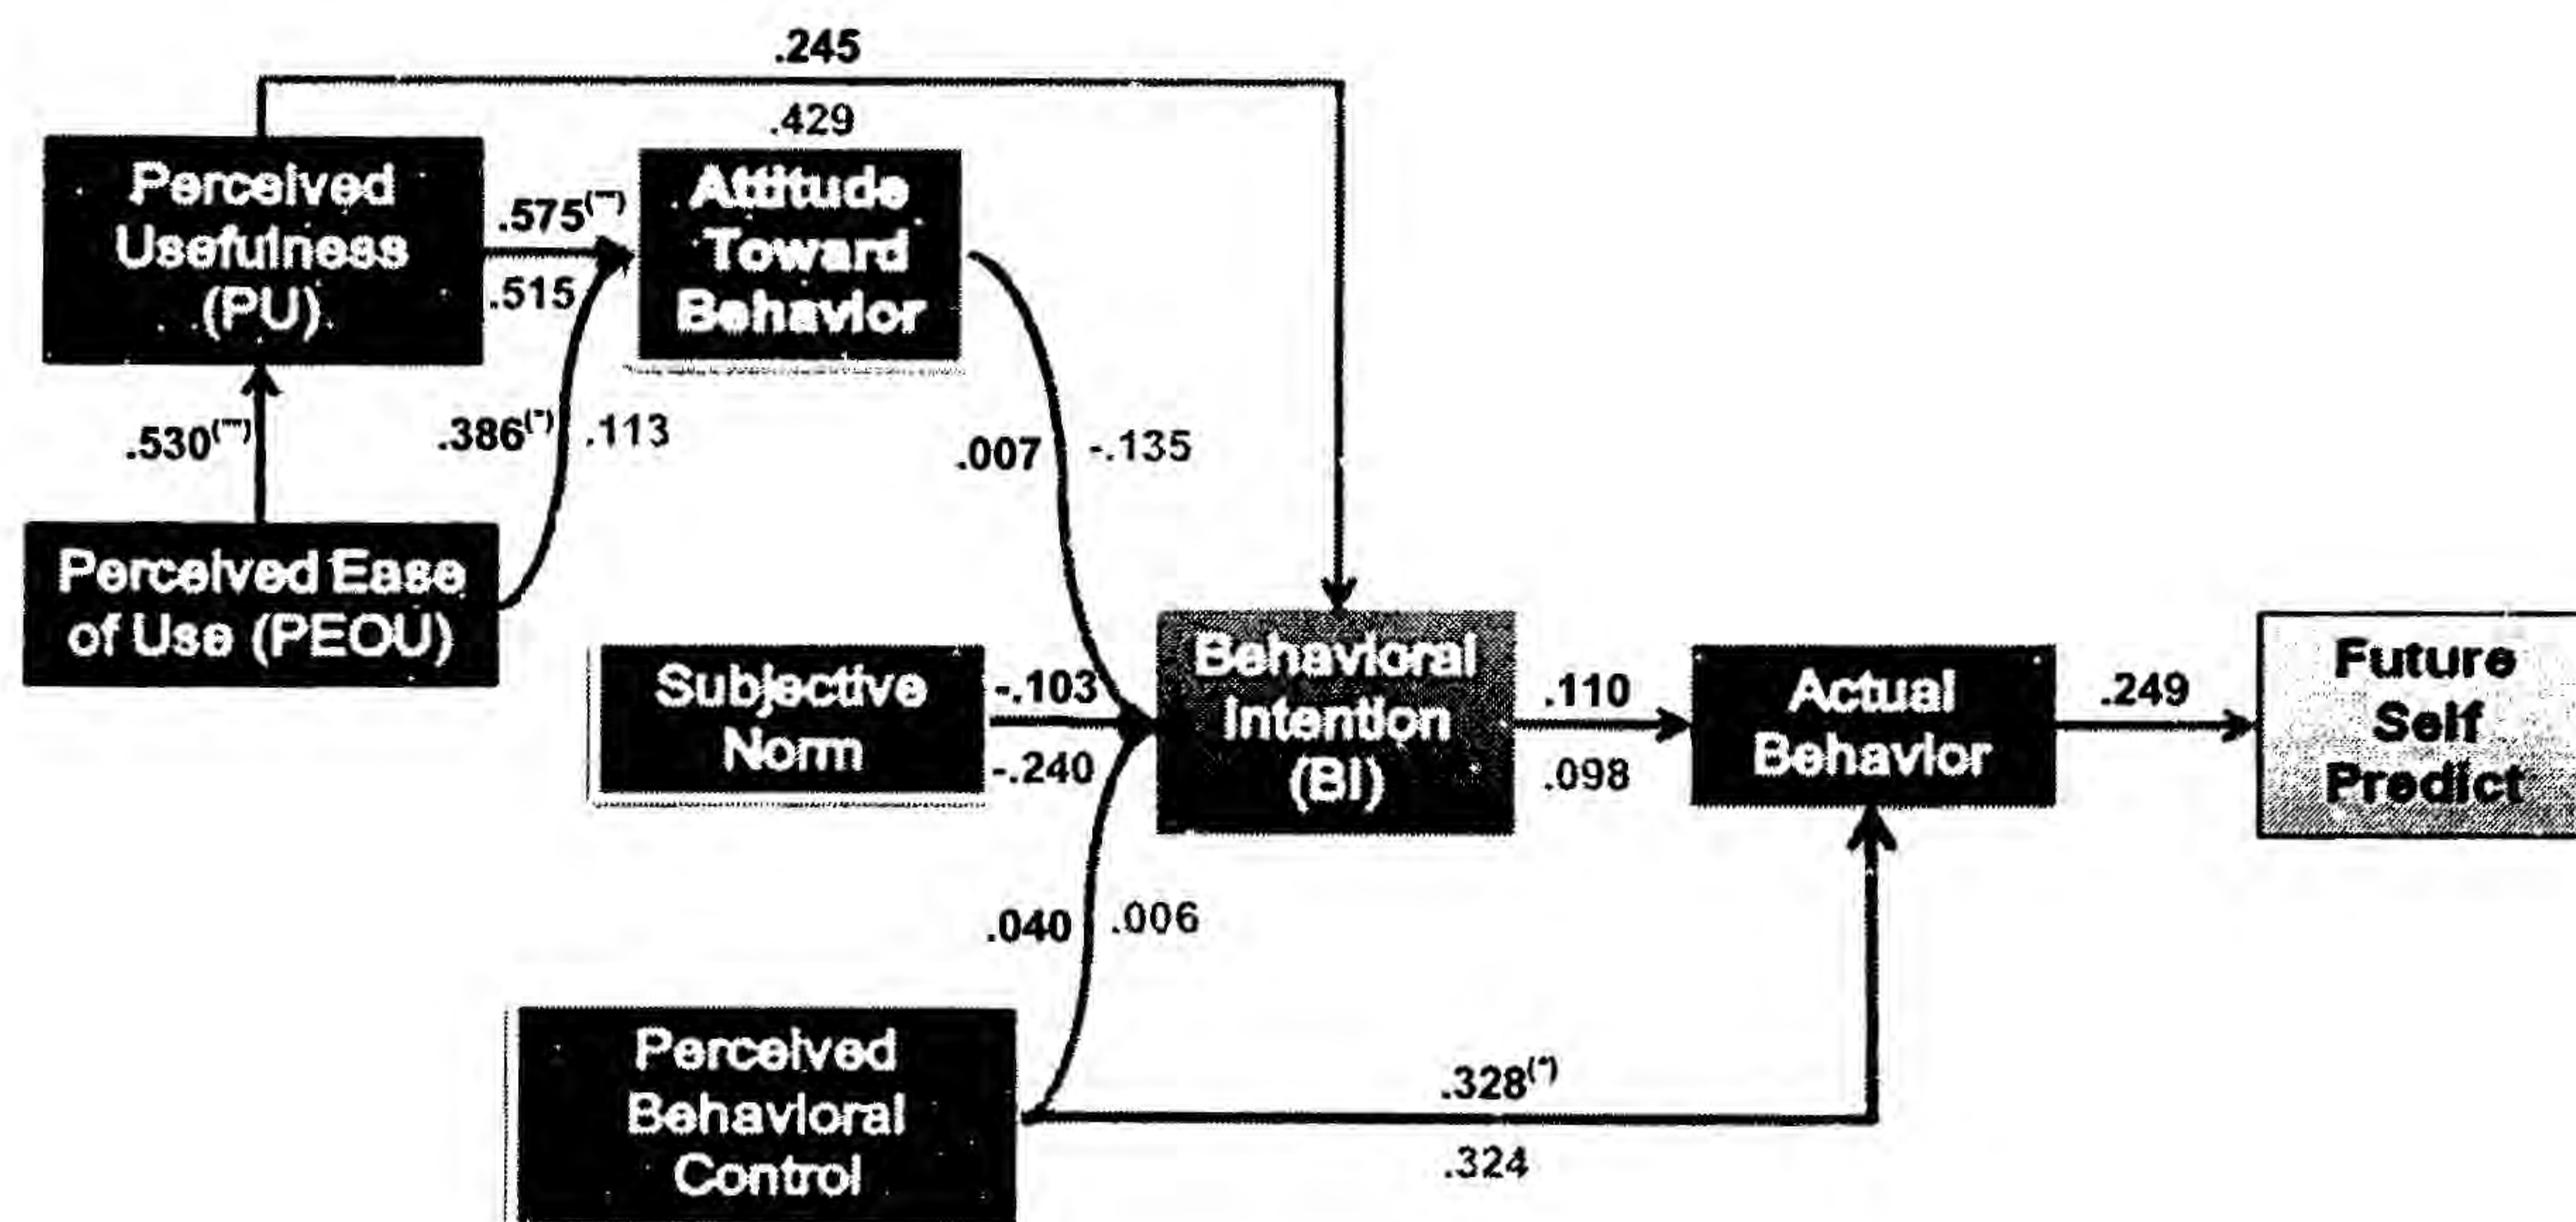 .245
.429
Perceived
Usefulness
(PU)
.575(**)
.515
Attitude
Toward
Behavior
.530(**)
.386(*)
.113
.007
-.135
Perceived Ease
of Use (PEOU)
Subjective
Norm
-.103
-.240
Behavioral
Intention
(BI)
.110
.098
Actual
Behavior
.249
Future
Self
Predict
.040
.006
Perceived
Behavioral
Control
.328(*)
.324